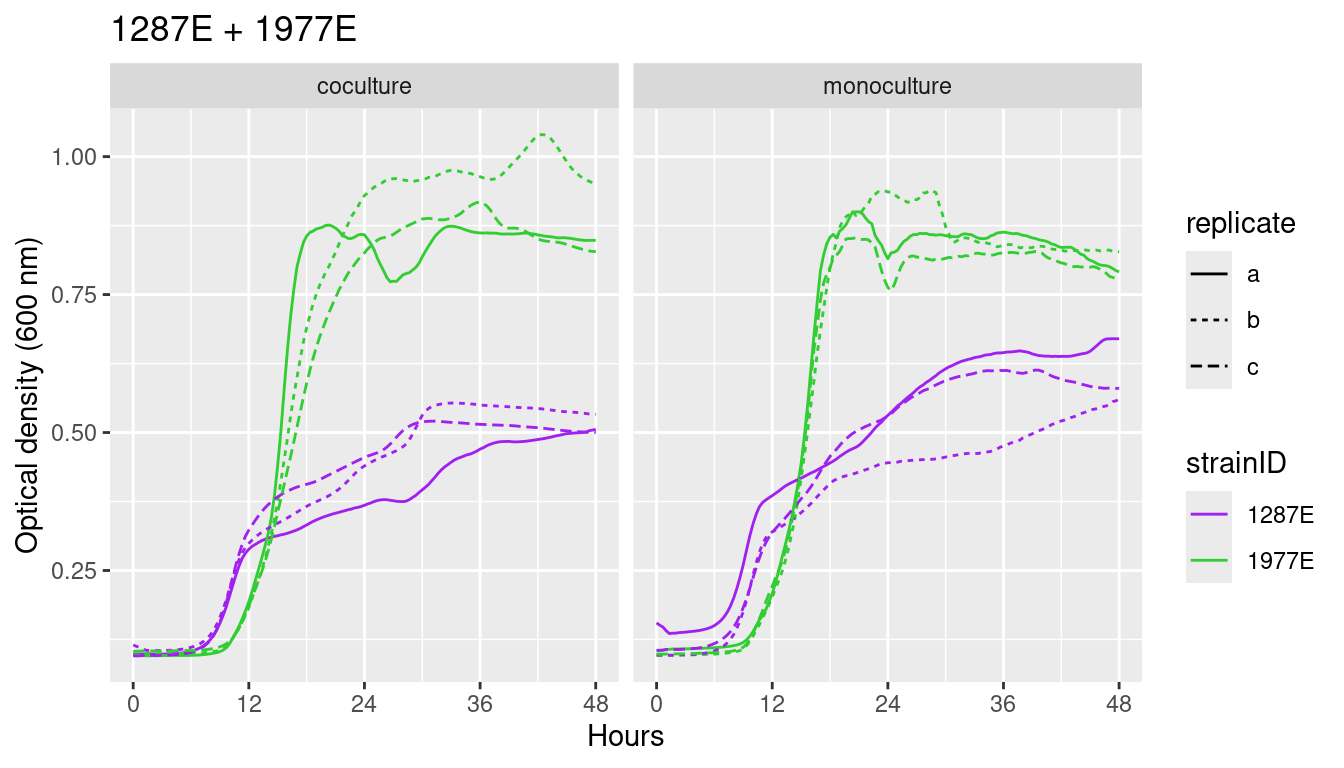 1287E + 1977E
coculture
monoculture
1.00
0.75
0.50
0.25
Optical density (600 nm)
0 12 24 36 48
0 12 24 36 48
Hours
replicate
a
b
c
strainID
1287E
1977E